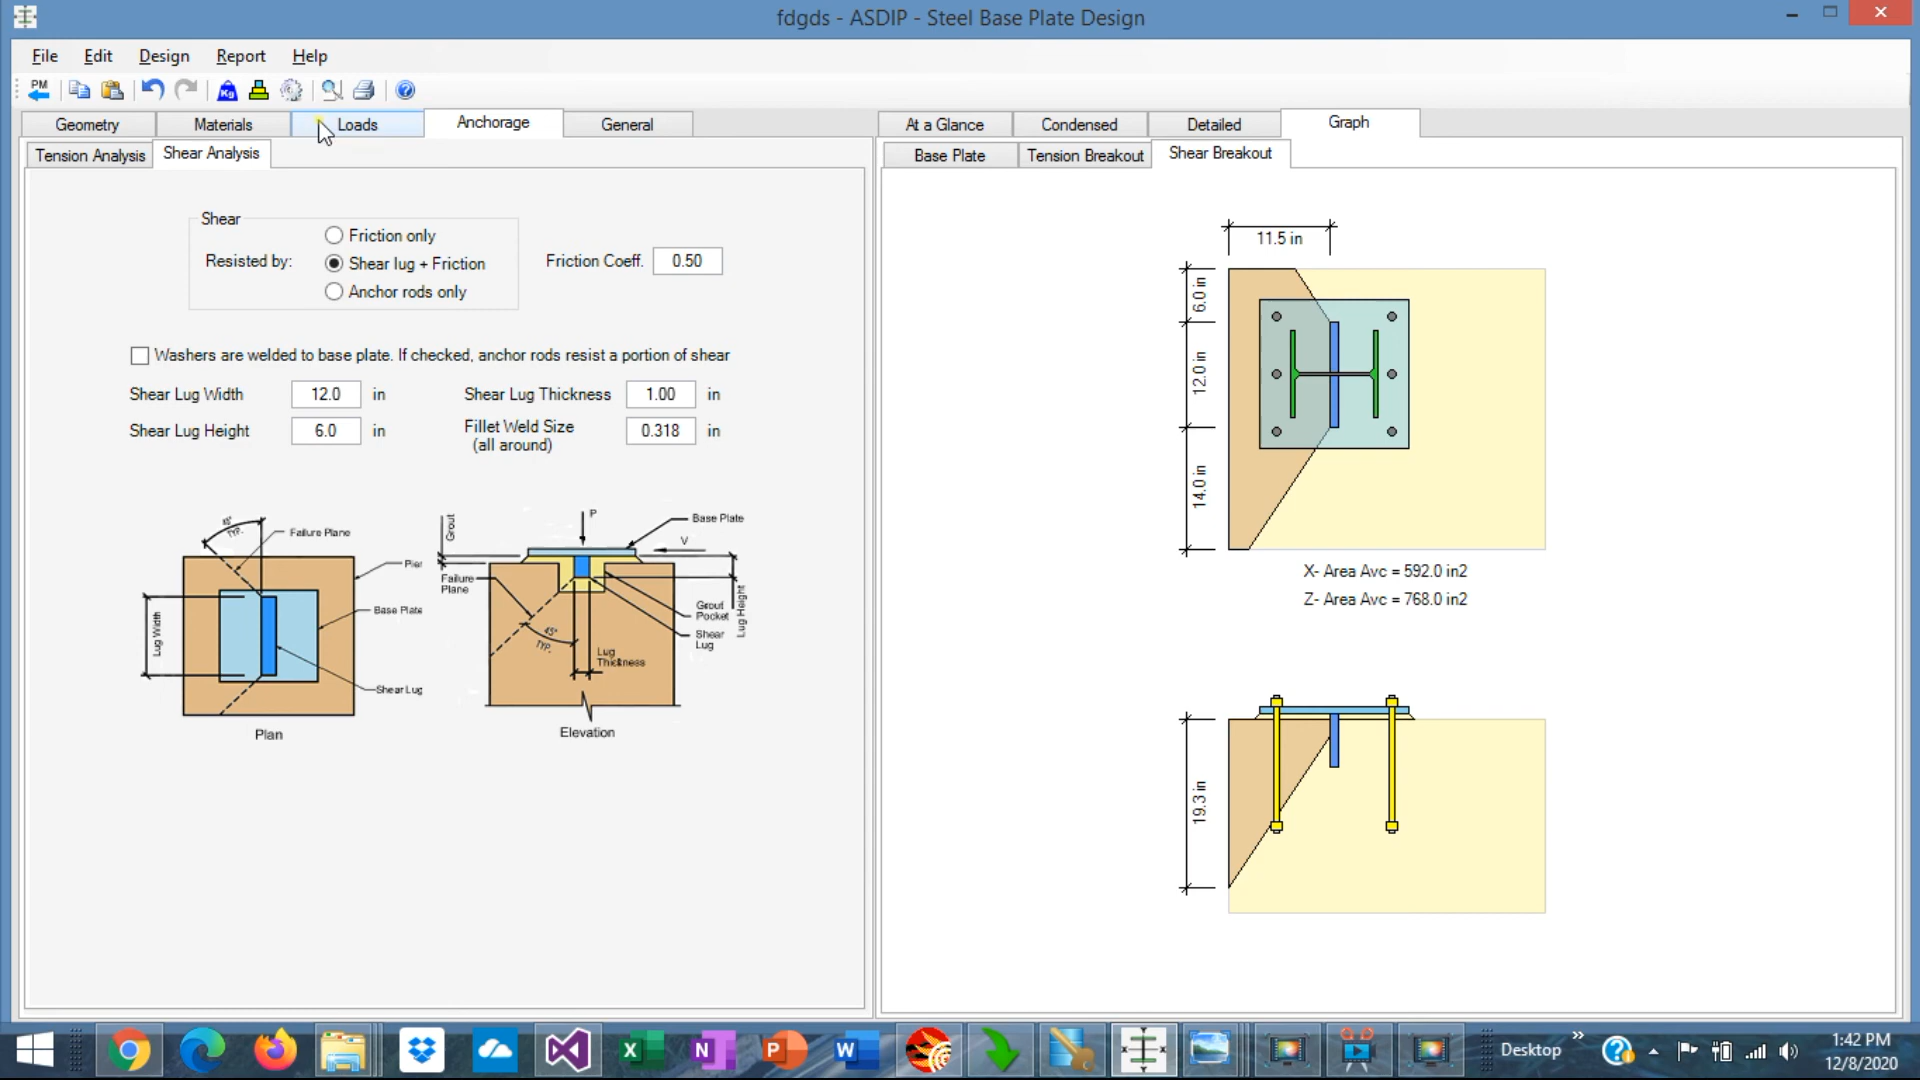 fdgds - ASDIP - Steel Base Plate Design
File Edit Design Report Help
PM
Kg
Geometry Materials Loads Anchorage General
Tension Analysis Shear Analysis
At a Glance Condensed Detailed Graph
Base Plate Tension Breakout Shear Breakout
Shear
Resisted by:
Friction only
Shear lug + Friction
Anchor rods only
Friction Coeff. 0.50
Washers are welded to base plate. If checked, anchor rods resist a portion of shear
Shear Lug Width 12.0 in
Shear Lug Thickness 1.00 in
Shear Lug Height 6.0 in
Fillet Weld Size
(all around) 0.318 in
45°
TYP.
Failure Plane
Pier
Base Plate
Lug Width
Shear Lug
Plan
Grout
P
Base Plate
V
Failure
Plane
Grout
Pocket
Shear
Lug
Lug Height
45°
TYP.
Lug
Thickness
Elevation
11.5 in
6.0 in
12.0 in
14.0 in
X- Area Avc = 592.0 in2
Z- Area Avc = 768.0 in2
19.3 in
Desktop
1:42 PM
12/8/2020